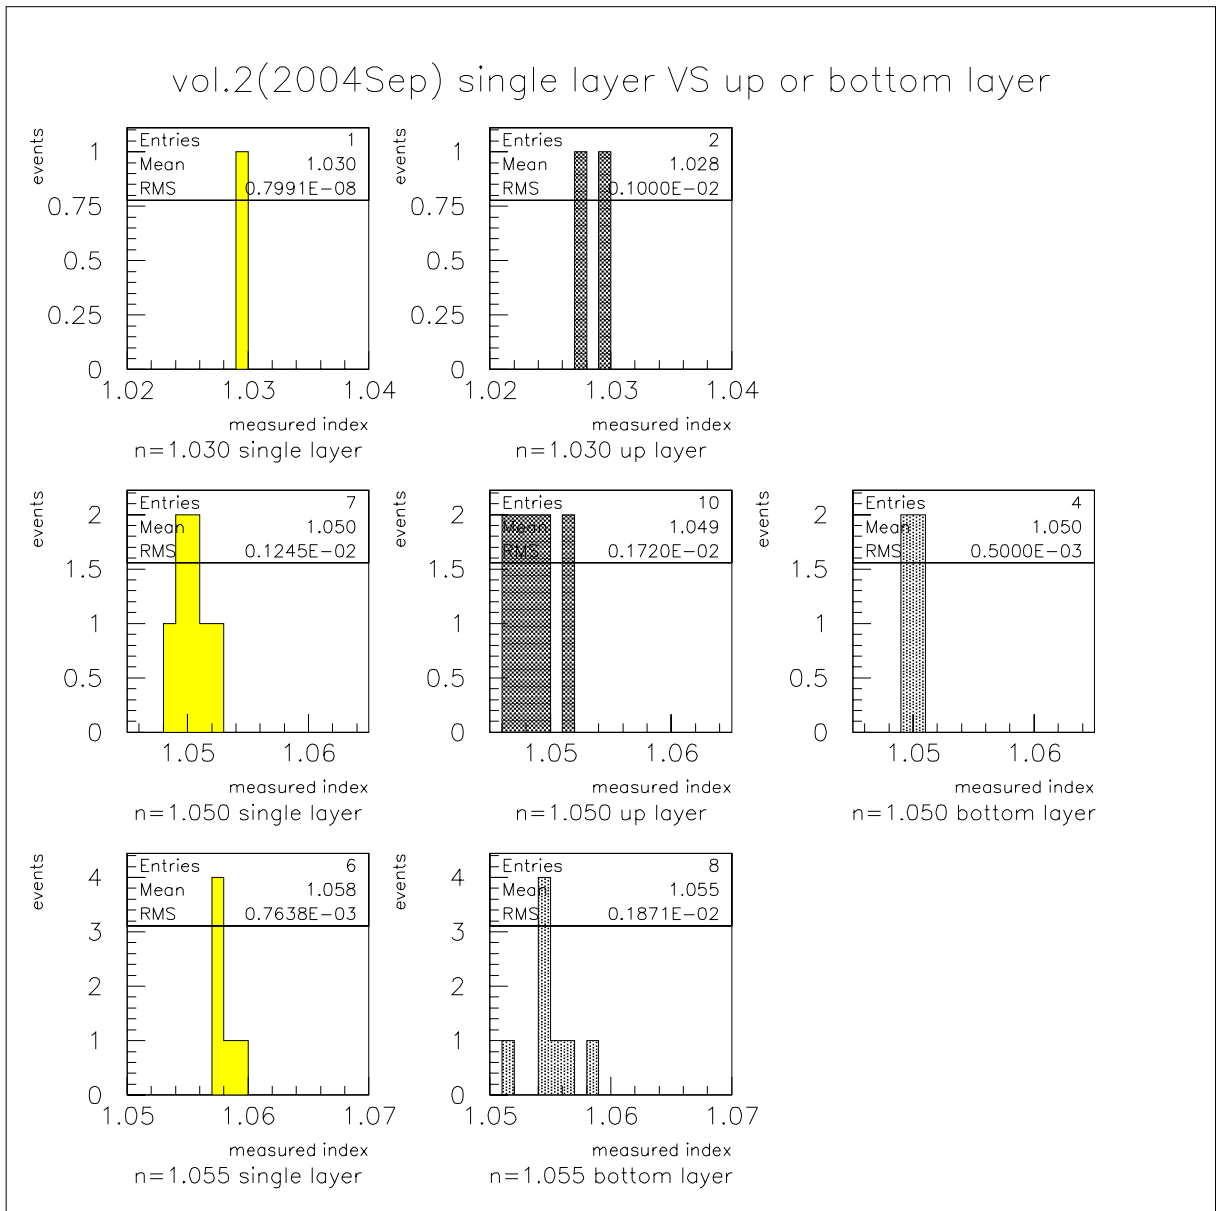 vol.2(2004Sep) single layer VS up or bottom layer
events
Entries 1
Mean 1.030
RMS 0.7991E-08
1
0.75
0.5
0.25
0
1.02 1.03 1.04
measured index
n=1.030 single layer
events
Entries 2
Mean 1.028
RMS 0.1000E-02
1
0.75
0.5
0.25
0
1.02 1.03 1.04
measured index
n=1.030 up layer
events
Entries 7
Mean 1.050
RMS 0.1245E-02
2
1.5
1
0.5
0
1.05 1.06
measured index
n=1.050 single layer
events
Entries 10
Mean 1.049
RMS 0.1720E-02
2
1.5
1
0.5
0
1.05 1.06
measured index
n=1.050 up layer
events
Entries 4
Mean 1.050
RMS 0.5000E-03
2
1.5
1
0.5
0
1.05 1.06
measured index
n=1.050 bottom layer
events
Entries 6
Mean 1.058
RMS 0.7638E-03
4
3
2
1
0
1.05 1.06 1.07
measured index
n=1.055 single layer
events
Entries 8
Mean 1.055
RMS 0.1871E-02
4
3
2
1
0
1.05 1.06 1.07
measured index
n=1.055 bottom layer